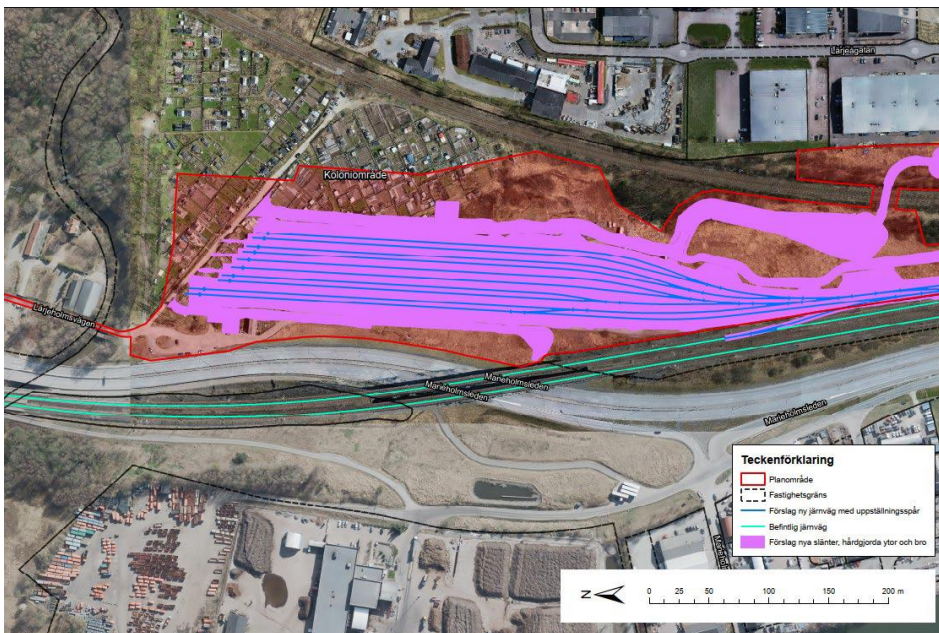 Lärjeågatan
Koloniområde
Lärjeholmsvägen
Marieholmsleden
Marieholmsleden
Marieholmsleden
Teckenförklaring
Planområde
Fastighetsgräns
Förslag ny järnväg med uppställningsspår
Befintlig järnväg
Förslag nya slänter, hårdgjorda ytor och bro
Z
0 25 50 100 150 200 m